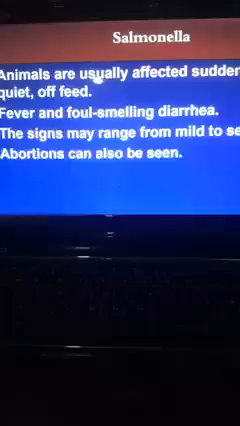 Salmonella
Animals are usually affected sudden
quiet, off feed.
Fever and foul-smelling diarrhea.
The signs may range from mild to se
Abortions can also be seen.